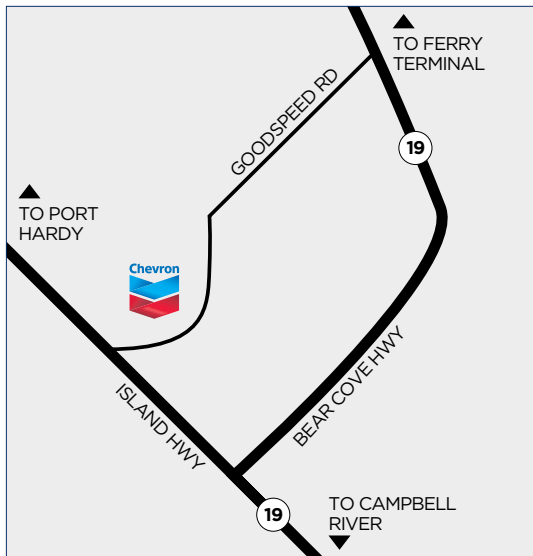 TO FERRY
TERMINAL
GOODSPEED RD
19
TO PORT
HARDY
Chevron
ISLAND HWY
BEAR COVE HWY
19
TO CAMPBELL
RIVER